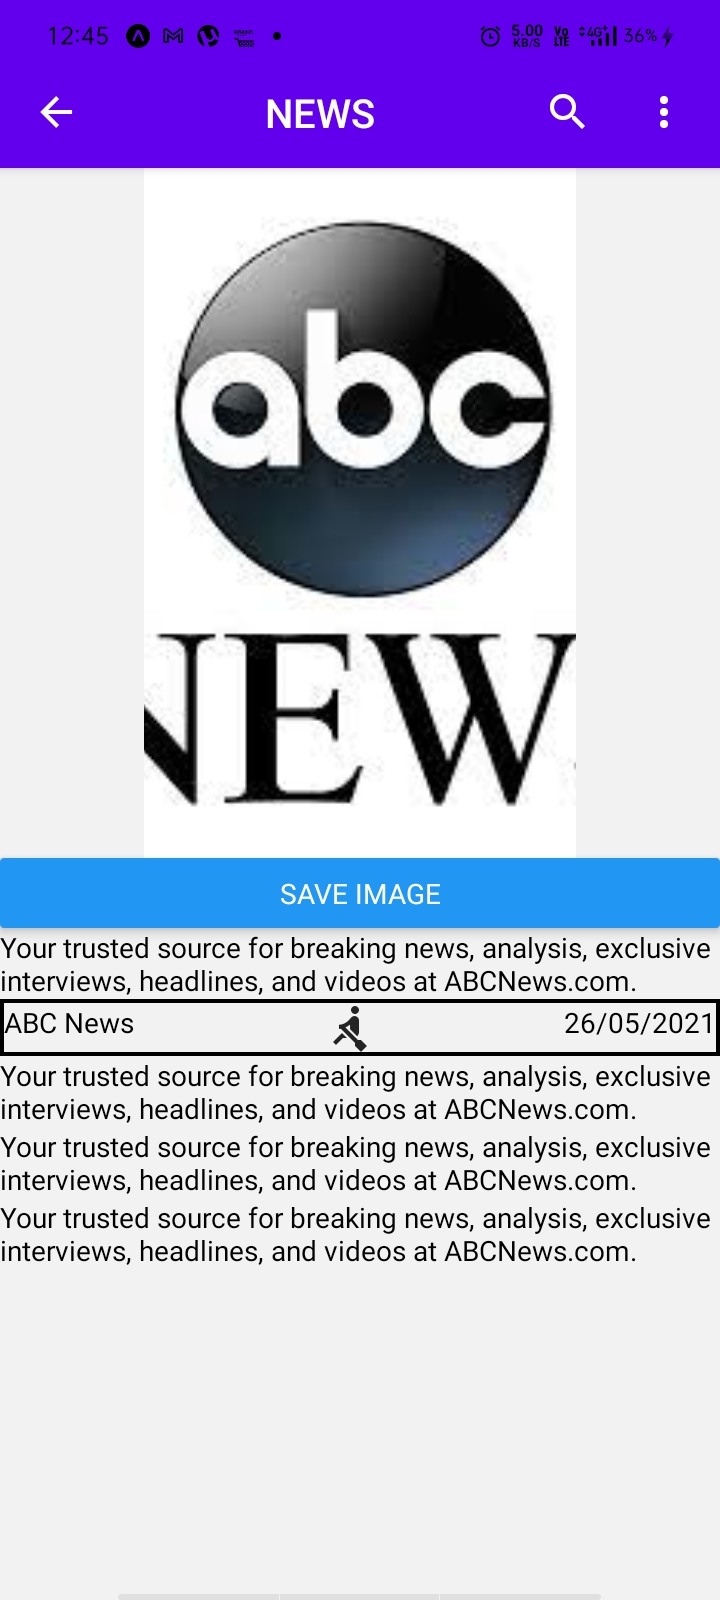 12:45 5.00 KB/S Vo LTE 4G+ 36%
NEWS
abc
NEWS
SAVE IMAGE
Your trusted source for breaking news, analysis, exclusive
interviews, headlines, and videos at ABCNews.com.
ABC News 26/05/2021
Your trusted source for breaking news, analysis, exclusive
interviews, headlines, and videos at ABCNews.com.
Your trusted source for breaking news, analysis, exclusive
interviews, headlines, and videos at ABCNews.com.
Your trusted source for breaking news, analysis, exclusive
interviews, headlines, and videos at ABCNews.com.